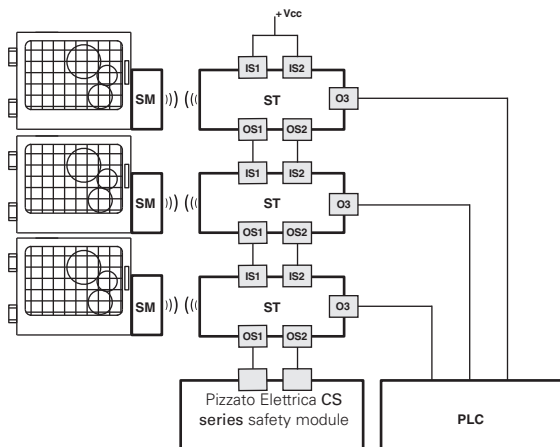 + Vcc
IS1 IS2
SM ST O3
OS1 OS2
IS1 IS2
SM ST O3
OS1 OS2
IS1 IS2
SM ST O3
OS1 OS2
Pizzato Elettrica CS
series safety module
PLC